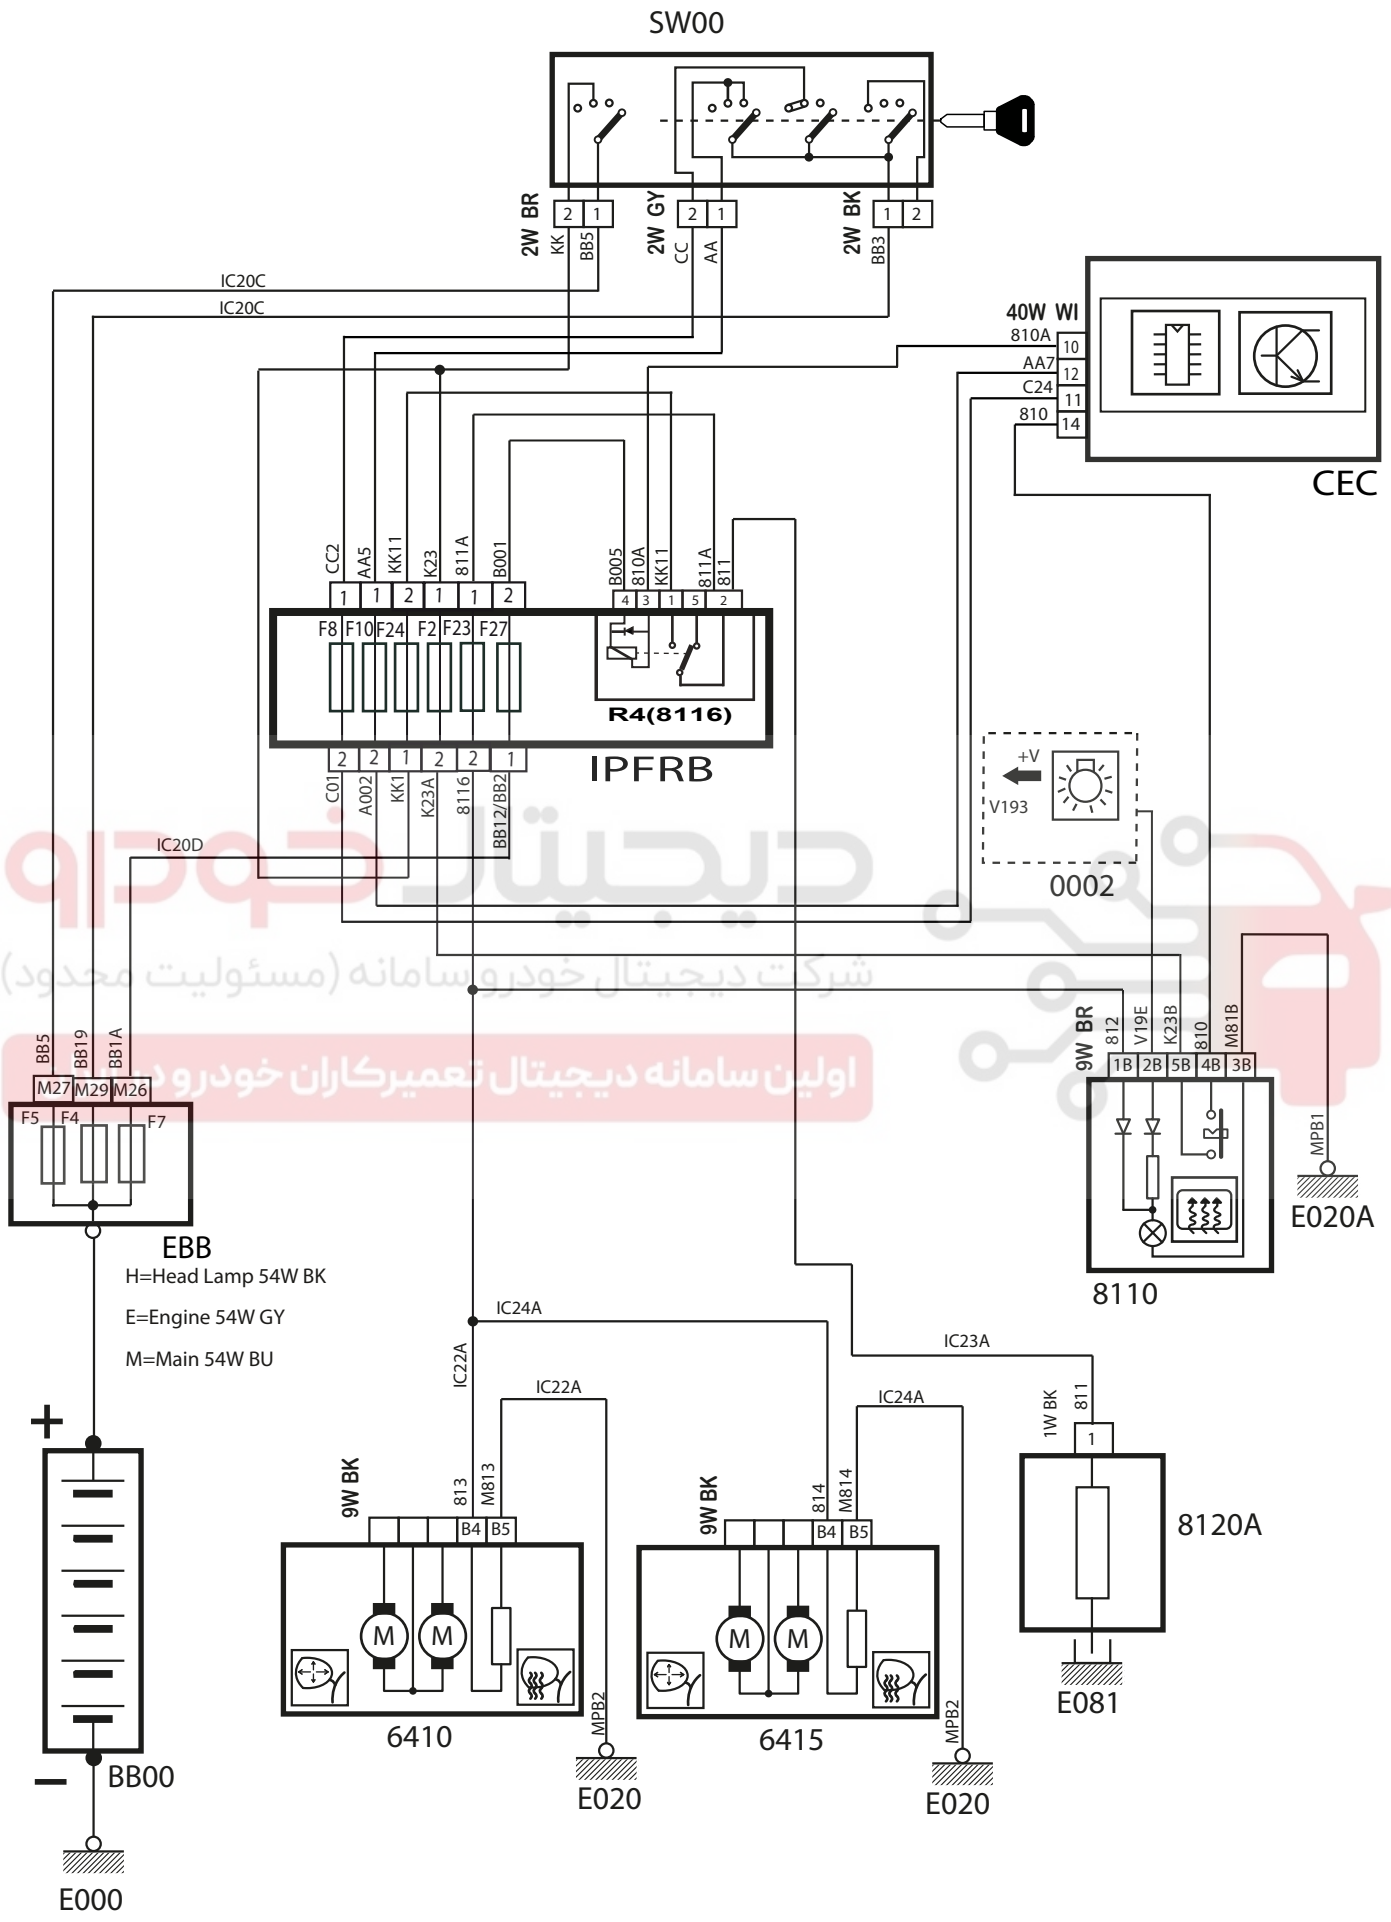 SW00
2W BR
2
1
KK
BB5
2W GY
2
1
CC
AA
2W BK
1
2
BB3
IC20C
IC20C
40W WI
810A
10
AA7
12
C24
11
810
14
CEC
CC2
AA5
KK11
K23
811A
B001
B005
810A
KK11
811A
811
1
1
2
1
1
2
4
3
1
5
2
F8
F10
F24
F2
F23
F27
R4(8116)
IPFRB
2
2
1
2
2
1
C01
A002
KK1
K23A
8116
BB12/BB2
+V
V193
0002
IC20D
دیجیتال خودرو
شرکت دیجیتال خودرو سامانه (مسئولیت محدود)
اولین سامانه دیجیتال تعمیرکاران خودرو در ایران
BB5
BB19
BB1A
M27
M29
M26
F5
F4
F7
EBB
H=Head Lamp 54W BK
E=Engine 54W GY
M=Main 54W BU
9W BR
812
V19E
K23B
810
M81B
1B
2B
5B
4B
3B
8110
MPB1
E020A
IC24A
IC22A
IC22A
IC24A
IC23A
+
BB00
−
E000
9W BK
813
M813
B4
B5
M
M
6410
MPB2
E020
9W BK
814
M814
B4
B5
M
M
6415
MPB2
E020
1W BK
811
1
8120A
E081